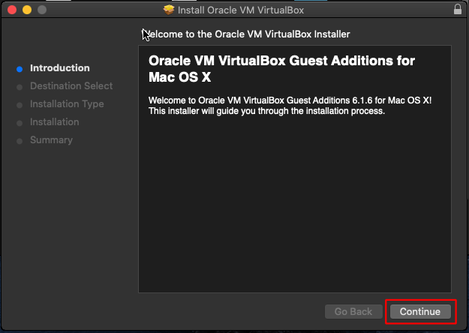 Install Oracle VM VirtualBox
Welcome to the Oracle VM VirtualBox Installer
Introduction
Destination Select
Installation Type
Installation
Summary
Oracle VM VirtualBox Guest Additions for
Mac OS X
Welcome to Oracle VM VirtualBox Guest Additions 6.1.6 for Mac OS X!
This installer will guide you through the installation process.
Go Back
Continue